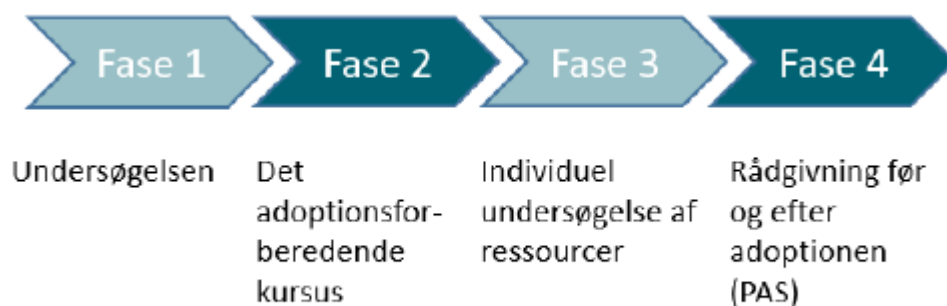 Fase 1
Fase 2
Fase 3
Fase 4
Undersøgelsen
Det
adoptionsfor-
beredende
kursus
Individuel
undersøgelse af
ressourcer
Rådgivning før
og efter
adoptionen
(PAS)